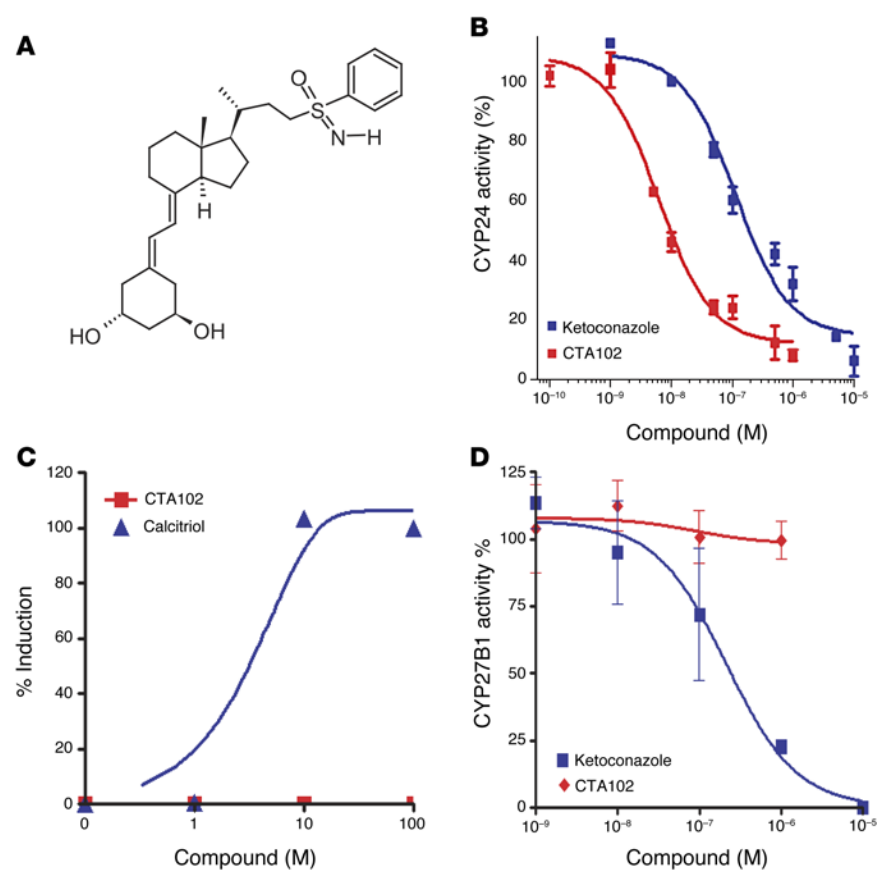 A
O
S
N
H
H
HO
OH
B
CYP24 activity (%)
100
80
60
40
20
0
Ketoconazole
CTA102
10⁻¹⁰ 10⁻⁹ 10⁻⁸ 10⁻⁷ 10⁻⁶ 10⁻⁵
Compound (M)
C
% Induction
120
100
80
60
40
20
0
CTA102
Calcitriol
0 1 10 100
Compound (M)
D
CYP27B1 activity %
125
100
75
50
25
0
Ketoconazole
CTA102
10⁻⁹ 10⁻⁸ 10⁻⁷ 10⁻⁶ 10⁻⁵
Compound (M)